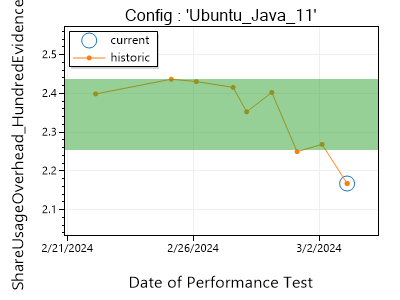 Config : 'Ubuntu_Java_11'
ShareUsageOverhead_HundredEvidence
current
historic
2.5
2.4
2.3
2.2
2.1
2/21/2024
2/26/2024
3/2/2024
Date of Performance Test